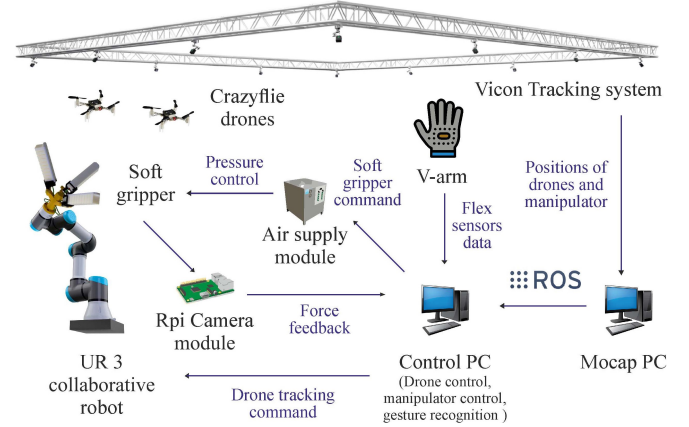 Crazyflie
drones
Vicon Tracking system
Soft
gripper
Pressure
control
Soft
gripper
command
V-arm
Positions of
drones and
manipulator
Air supply
module
Flex
sensors
data
ROS
Rpi Camera
module
Force
feedback
UR 3
collaborative
robot
Control PC
(Drone control,
manipulator control,
gesture recognition )
Mocap PC
Drone tracking
command